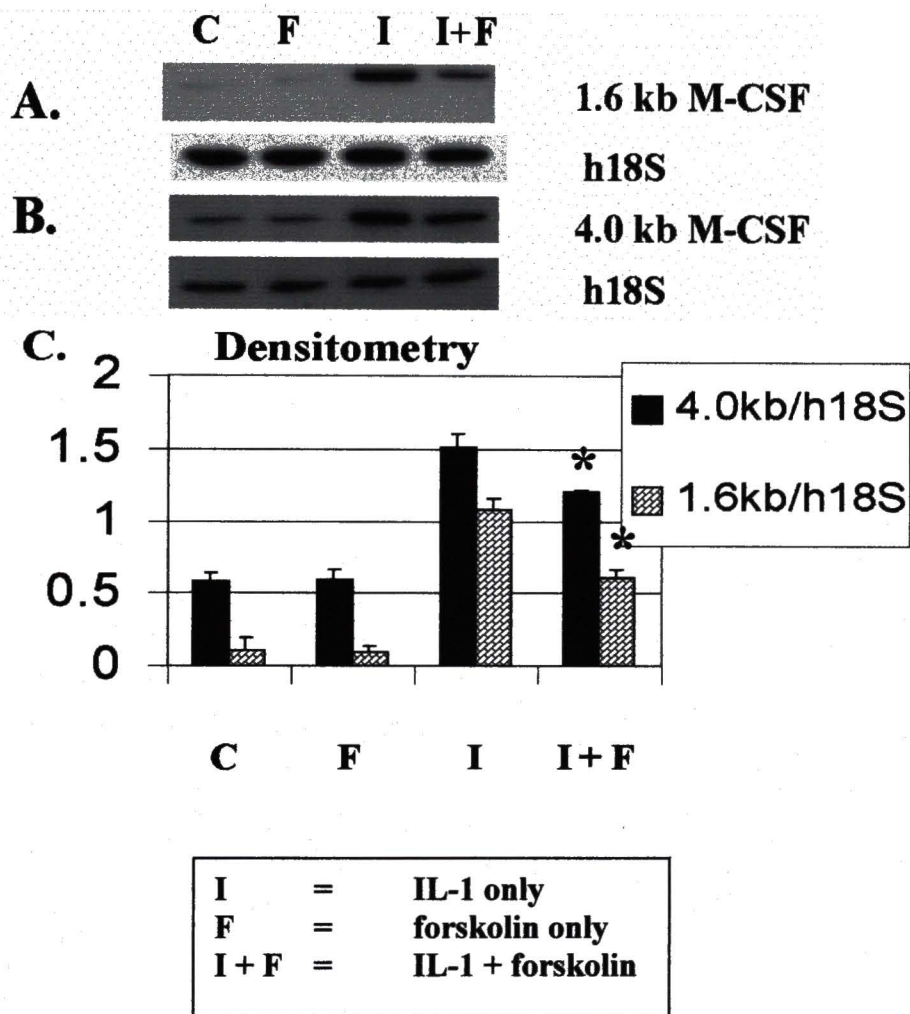 C F I I+F
A. 1.6 kb M-CSF
h18S
B. 4.0 kb M-CSF
h18S
C. Densitometry
2
1.5
1
0.5
0
* *
4.0kb/h18S
1.6kb/h18S
C F I I + F
I = IL-1 only
F = forskolin only
I + F = IL-1 + forskolin